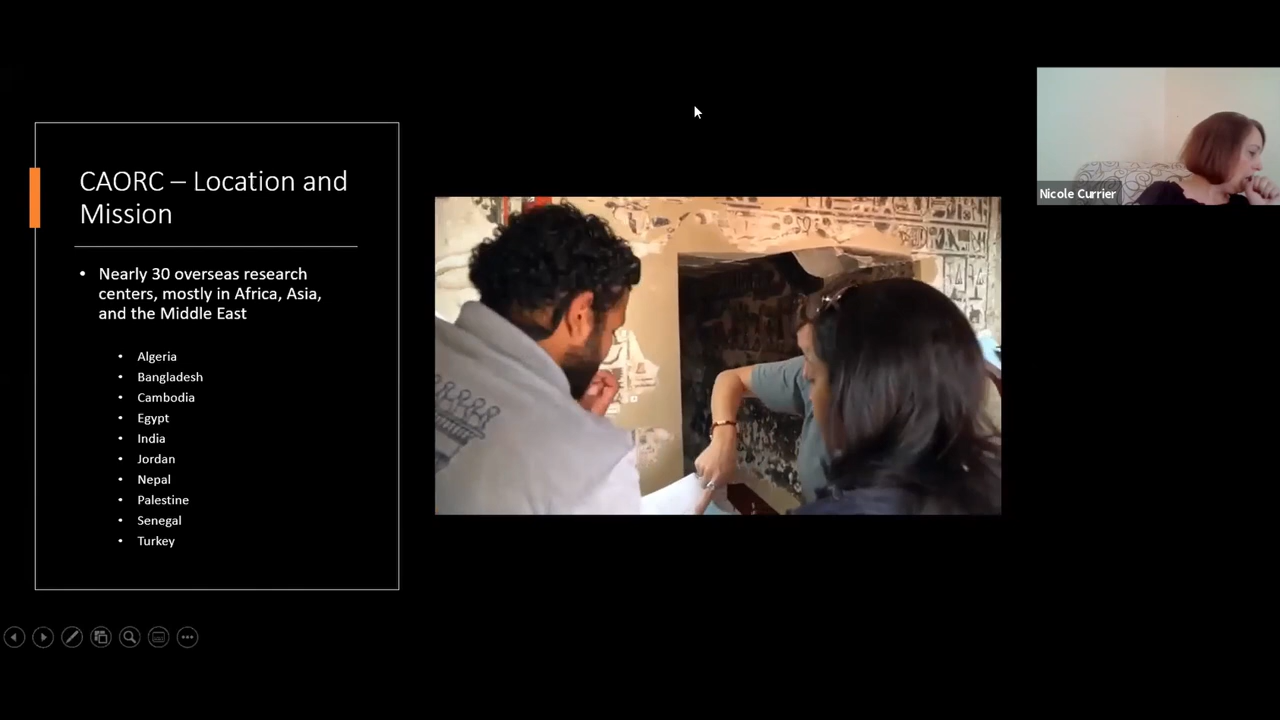 CAORC – Location and
Mission
• Nearly 30 overseas research
centers, mostly in Africa, Asia,
and the Middle East
• Algeria
• Bangladesh
• Cambodia
• Egypt
• India
• Jordan
• Nepal
• Palestine
• Senegal
• Turkey
Nicole Currier